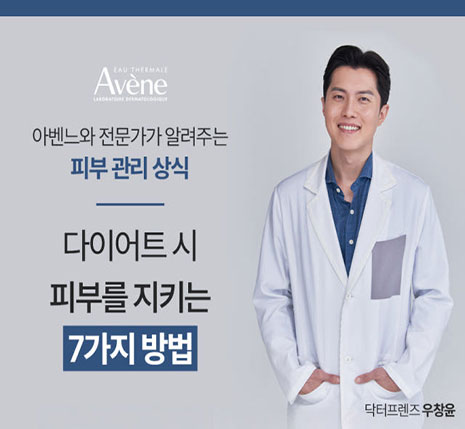 EAU THERMALE
Avène
LABORATOIRE DERMATOLOGIQUE
아벤느와 전문가가 알려주는
피부 관리 상식
다이어트 시
피부를 지키는
7가지 방법
닥터프렌즈 우창윤